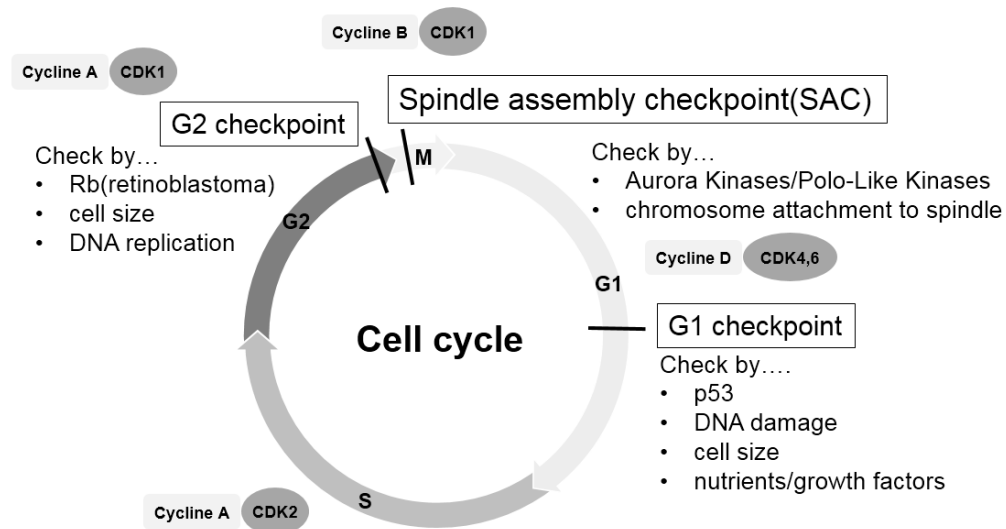 Cycline B CDK1
Cycline A CDK1
Spindle assembly checkpoint(SAC)
G2 checkpoint
M
Check by…
• Rb(retinoblastoma)
• cell size
• DNA replication
Check by…
• Aurora Kinases/Polo-Like Kinases
• chromosome attachment to spindle
G2
Cycline D CDK4,6
G1
G1 checkpoint
Cell cycle
Check by….
• p53
• DNA damage
• cell size
• nutrients/growth factors
S
Cycline A CDK2